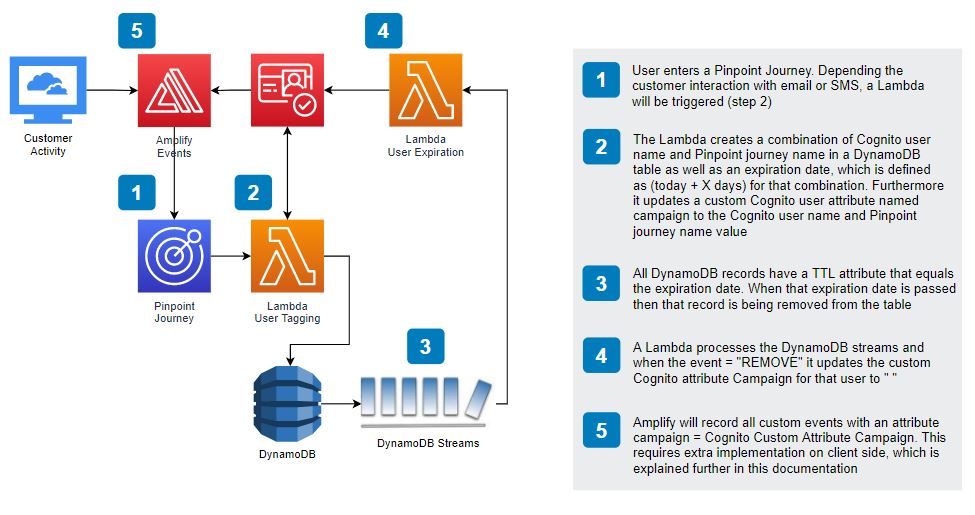 5
4
Customer
Activity
Amplify
Events
Lambda
User Expiration
1
2
Pinpoint
Journey
Lambda
User Tagging
3
DynamoDB
DynamoDB Streams
1
User enters a Pinpoint Journey. Depending the
customer interaction with email or SMS, a Lambda
will be triggered (step 2)
2
The Lambda creates a combination of Cognito user
name and Pinpoint journey name in a DynamoDB
table as well as an expiration date, which is defined
as (today + X days) for that combination. Furthermore
it updates a custom Cognito user attribute named
campaign to the Cognito user name and Pinpoint
journey name value
3
All DynamoDB records have a TTL attribute that equals
the expiration date. When that expiration date is passed
then that record is being removed from the table
4
A Lambda processes the DynamoDB streams and
when the event = "REMOVE" it updates the custom
Cognito attribute Campaign for that user to " "
5
Amplify will record all custom events with an attribute
campaign = Cognito Custom Attribute Campaign. This
requires extra implementation on client side, which is
explained further in this documentation